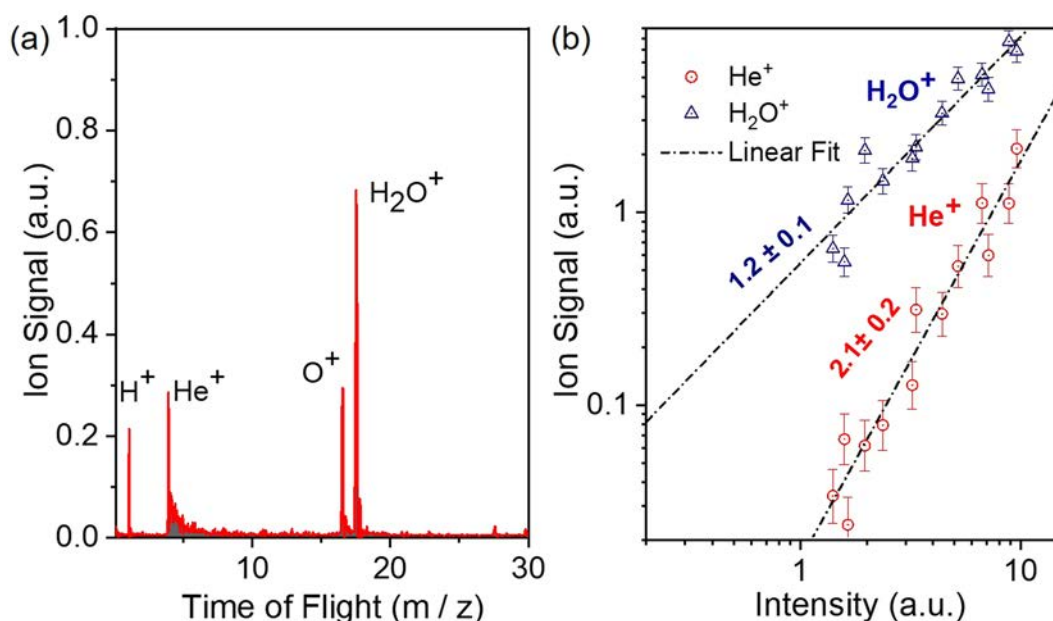 (a)
1.0
0.8
0.6
0.4
0.2
0.0
Ion Signal (a.u.)
H⁺
He⁺
O⁺
H₂O⁺
10
20
30
Time of Flight (m / z)
(b)
He⁺
H₂O⁺
Linear Fit
H₂O⁺
He⁺
1.2 ± 0.1
2.1± 0.2
1
0.1
Ion Signal (a.u.)
1
10
Intensity (a.u.)